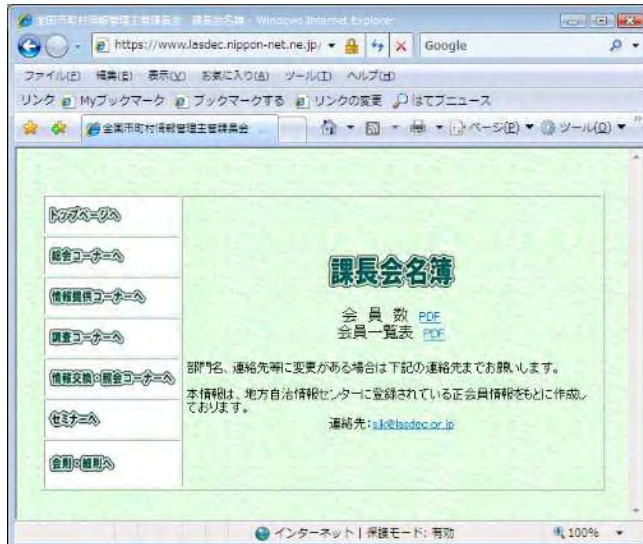 全国市町村情報管理主管課長会 課長会名簿 - Windows Internet Explorer
https://www.lasdec.nippon-net.ne.jp/
Google
ファイル(F) 編集(E) 表示(V) お気に入り(A) ツール(T) ヘルプ(H)
リンク Myブックマーク ブックマークする リンクの変更 はてブニュース
全国市町村情報管理主管課長会
ページ(P) ツール(O)
トップページへ
総会コーナーへ
情報提供コーナーへ
調査コーナーへ
情報交換○照会コーナーへ
セミナーへ
会則○細則へ
課長会名簿
会 員 数 PDF
会員一覧表 PDF
部門名、連絡先等に変更がある場合は下記の連絡先までお願いします。
本情報は、地方自治情報センターに登録されている正会員情報をもとに作成し
ております。
連絡先:
インターネット | 保護モード: 有効
100%